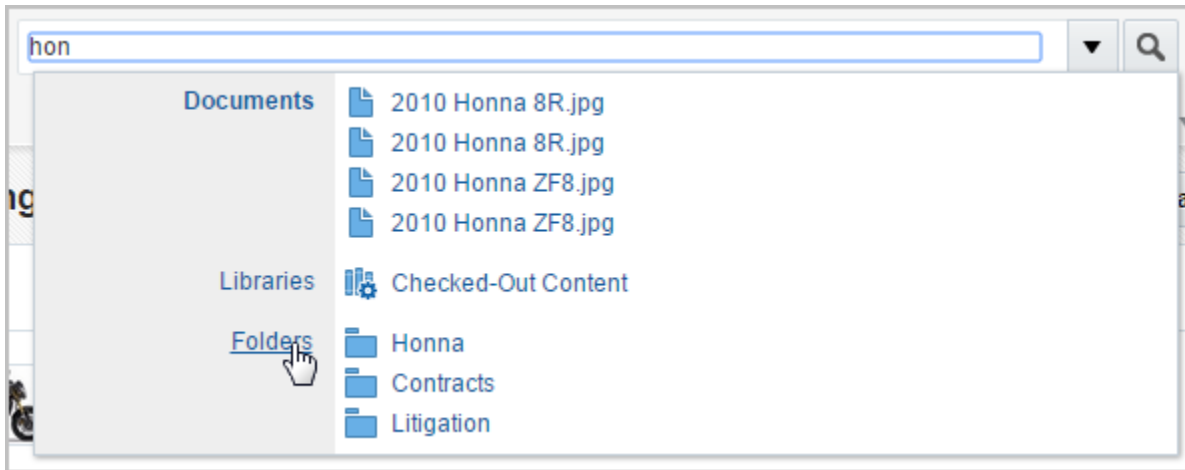 hon
Documents
2010 Honna 8R.jpg
2010 Honna 8R.jpg
2010 Honna ZF8.jpg
2010 Honna ZF8.jpg
Libraries
Checked-Out Content
Folders
Honna
Contracts
Litigation